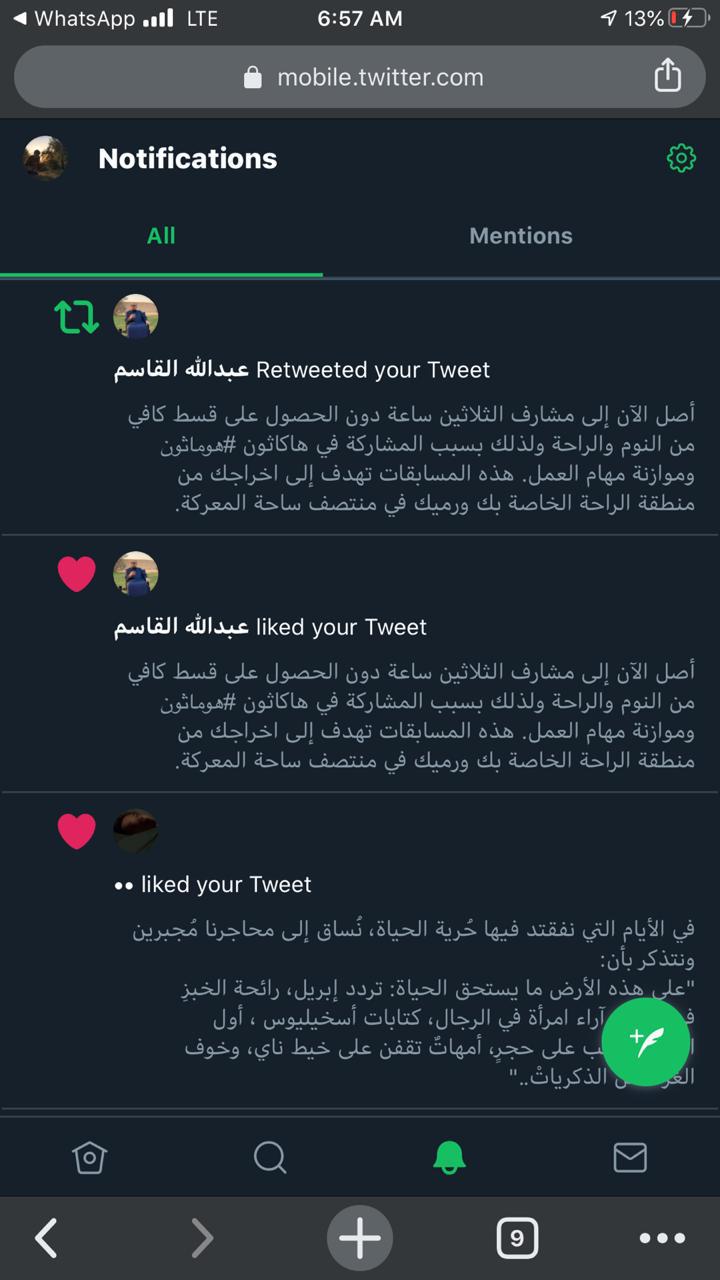 WhatsApp LTE 6:57 AM 13%
mobile.twitter.com
Notifications
All Mentions
عبدالله القاسم Retweeted your Tweet
أصل الآن إلى مشارف الثلاثين ساعة دون الحصول على قسط كافي
من النوم والراحة ولذلك بسبب المشاركة في هاكاثون #هوماثون
وموازنة مهام العمل. هذه المسابقات تهدف إلى اخراجك من
منطقة الراحة الخاصة بك ورميك في منتصف ساحة المعركة.
عبدالله القاسم liked your Tweet
أصل الآن إلى مشارف الثلاثين ساعة دون الحصول على قسط كافي
من النوم والراحة ولذلك بسبب المشاركة في هاكاثون #هوماثون
وموازنة مهام العمل. هذه المسابقات تهدف إلى اخراجك من
منطقة الراحة الخاصة بك ورميك في منتصف ساحة المعركة.
•• liked your Tweet
في الأيام التي نفقتد فيها حُرية الحياة، نُساق إلى محاجرنا مُجبرين
ونتذكر بأن:
"على هذه الأرض ما يستحق الحياة: تردد إبريل، رائحة الخبزِ
آراء امرأة في الرجال، كتابات أسخيليوس ، أول
على حجرٍ، أمهاتٌ تقفن على خيط ناي، وخوف
الذكرياتْ.."
9